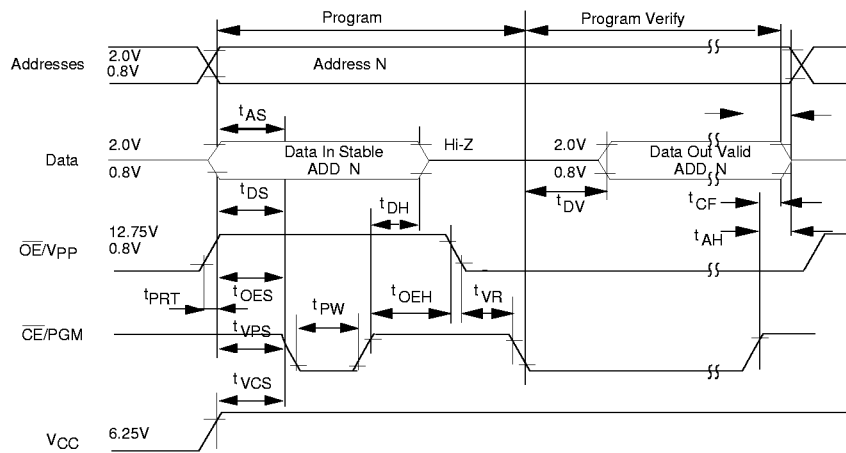 Program
Program Verify
Addresses
2.0V
0.8V
Address N
tAS
Data
2.0V
0.8V
Data In Stable
ADD N
Hi-Z
2.0V
0.8V
Data Out Valid
ADD N
tDS
tDH
tDV
tCF
tAH
OE/VPP
12.75V
0.8V
tPRT
tOES
tPW
tOEH
tVR
CE/PGM
tVPS
tVCS
VCC
6.25V